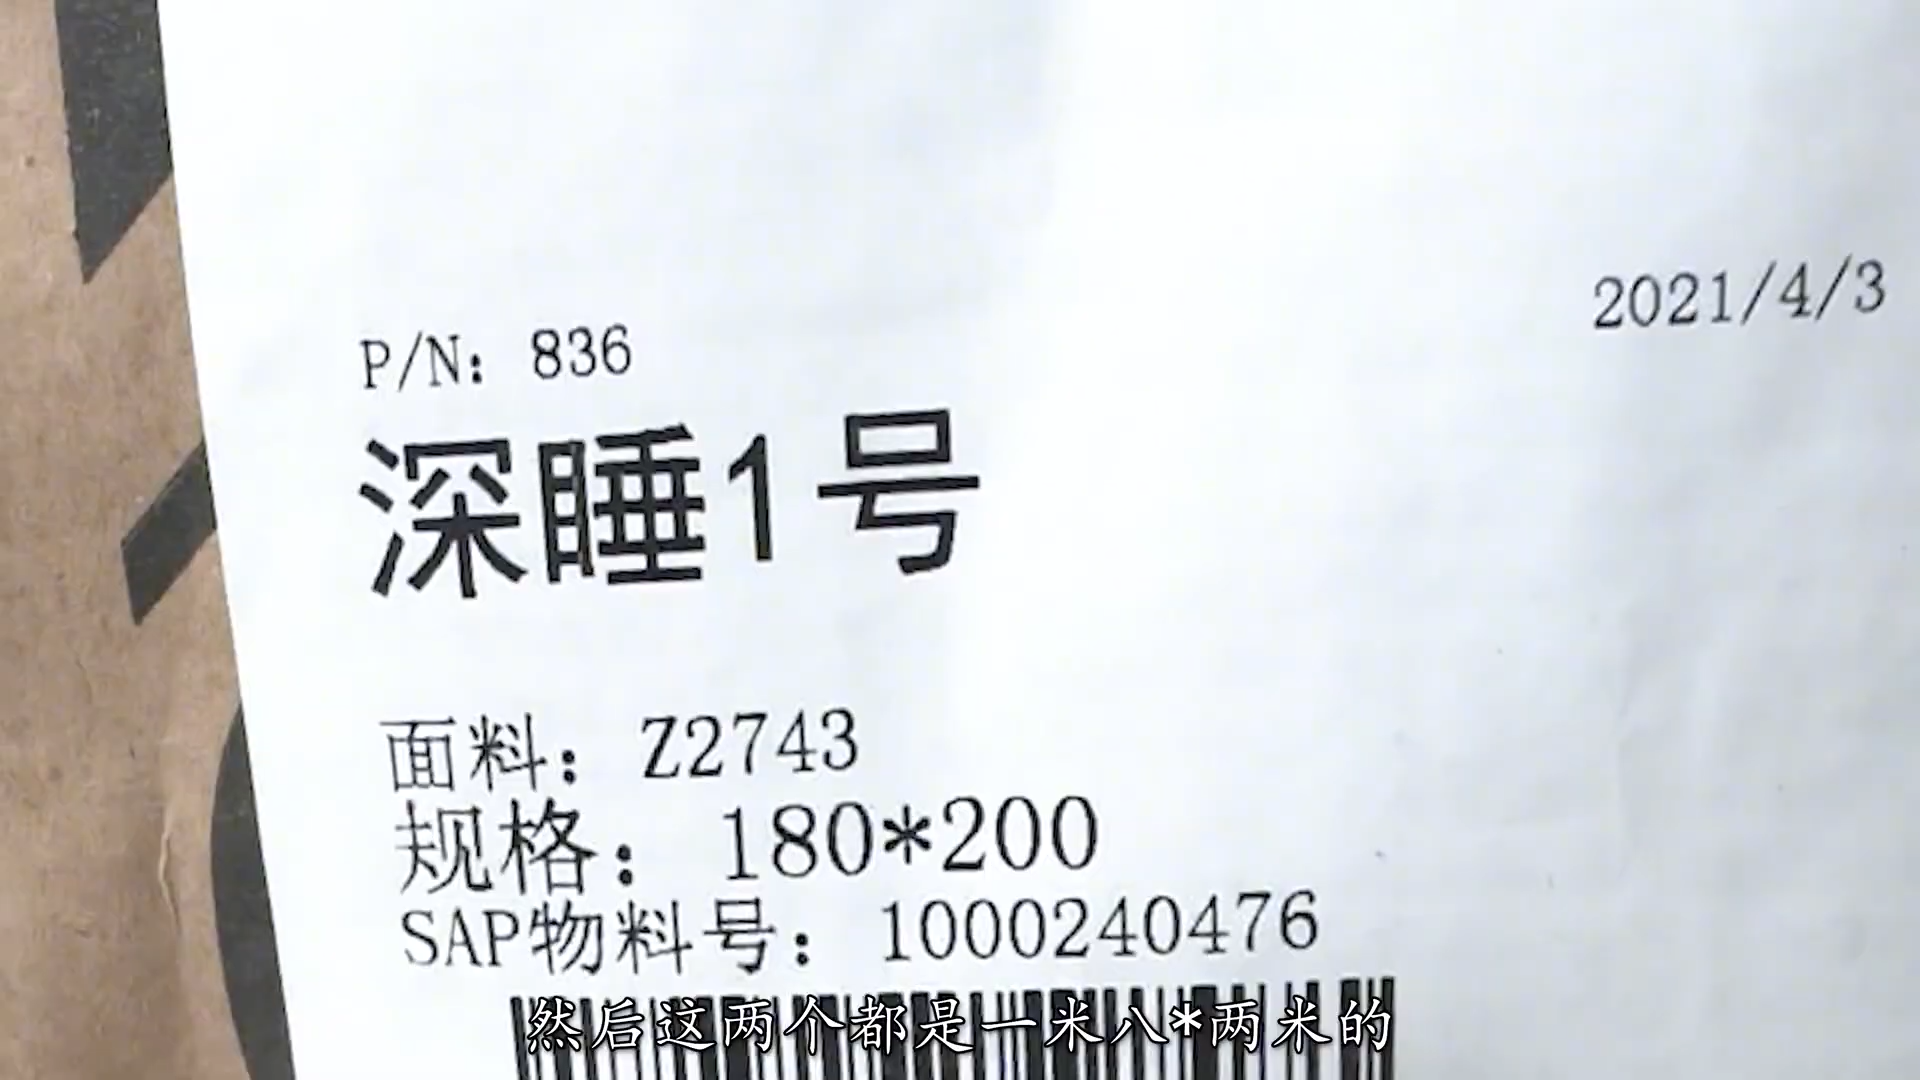 2021/4/3
P/N: 836
深睡1号
面料: Z2743
规格: 180*200
SAP物料号: 1000240476
然后这两个都是一米八*两米的